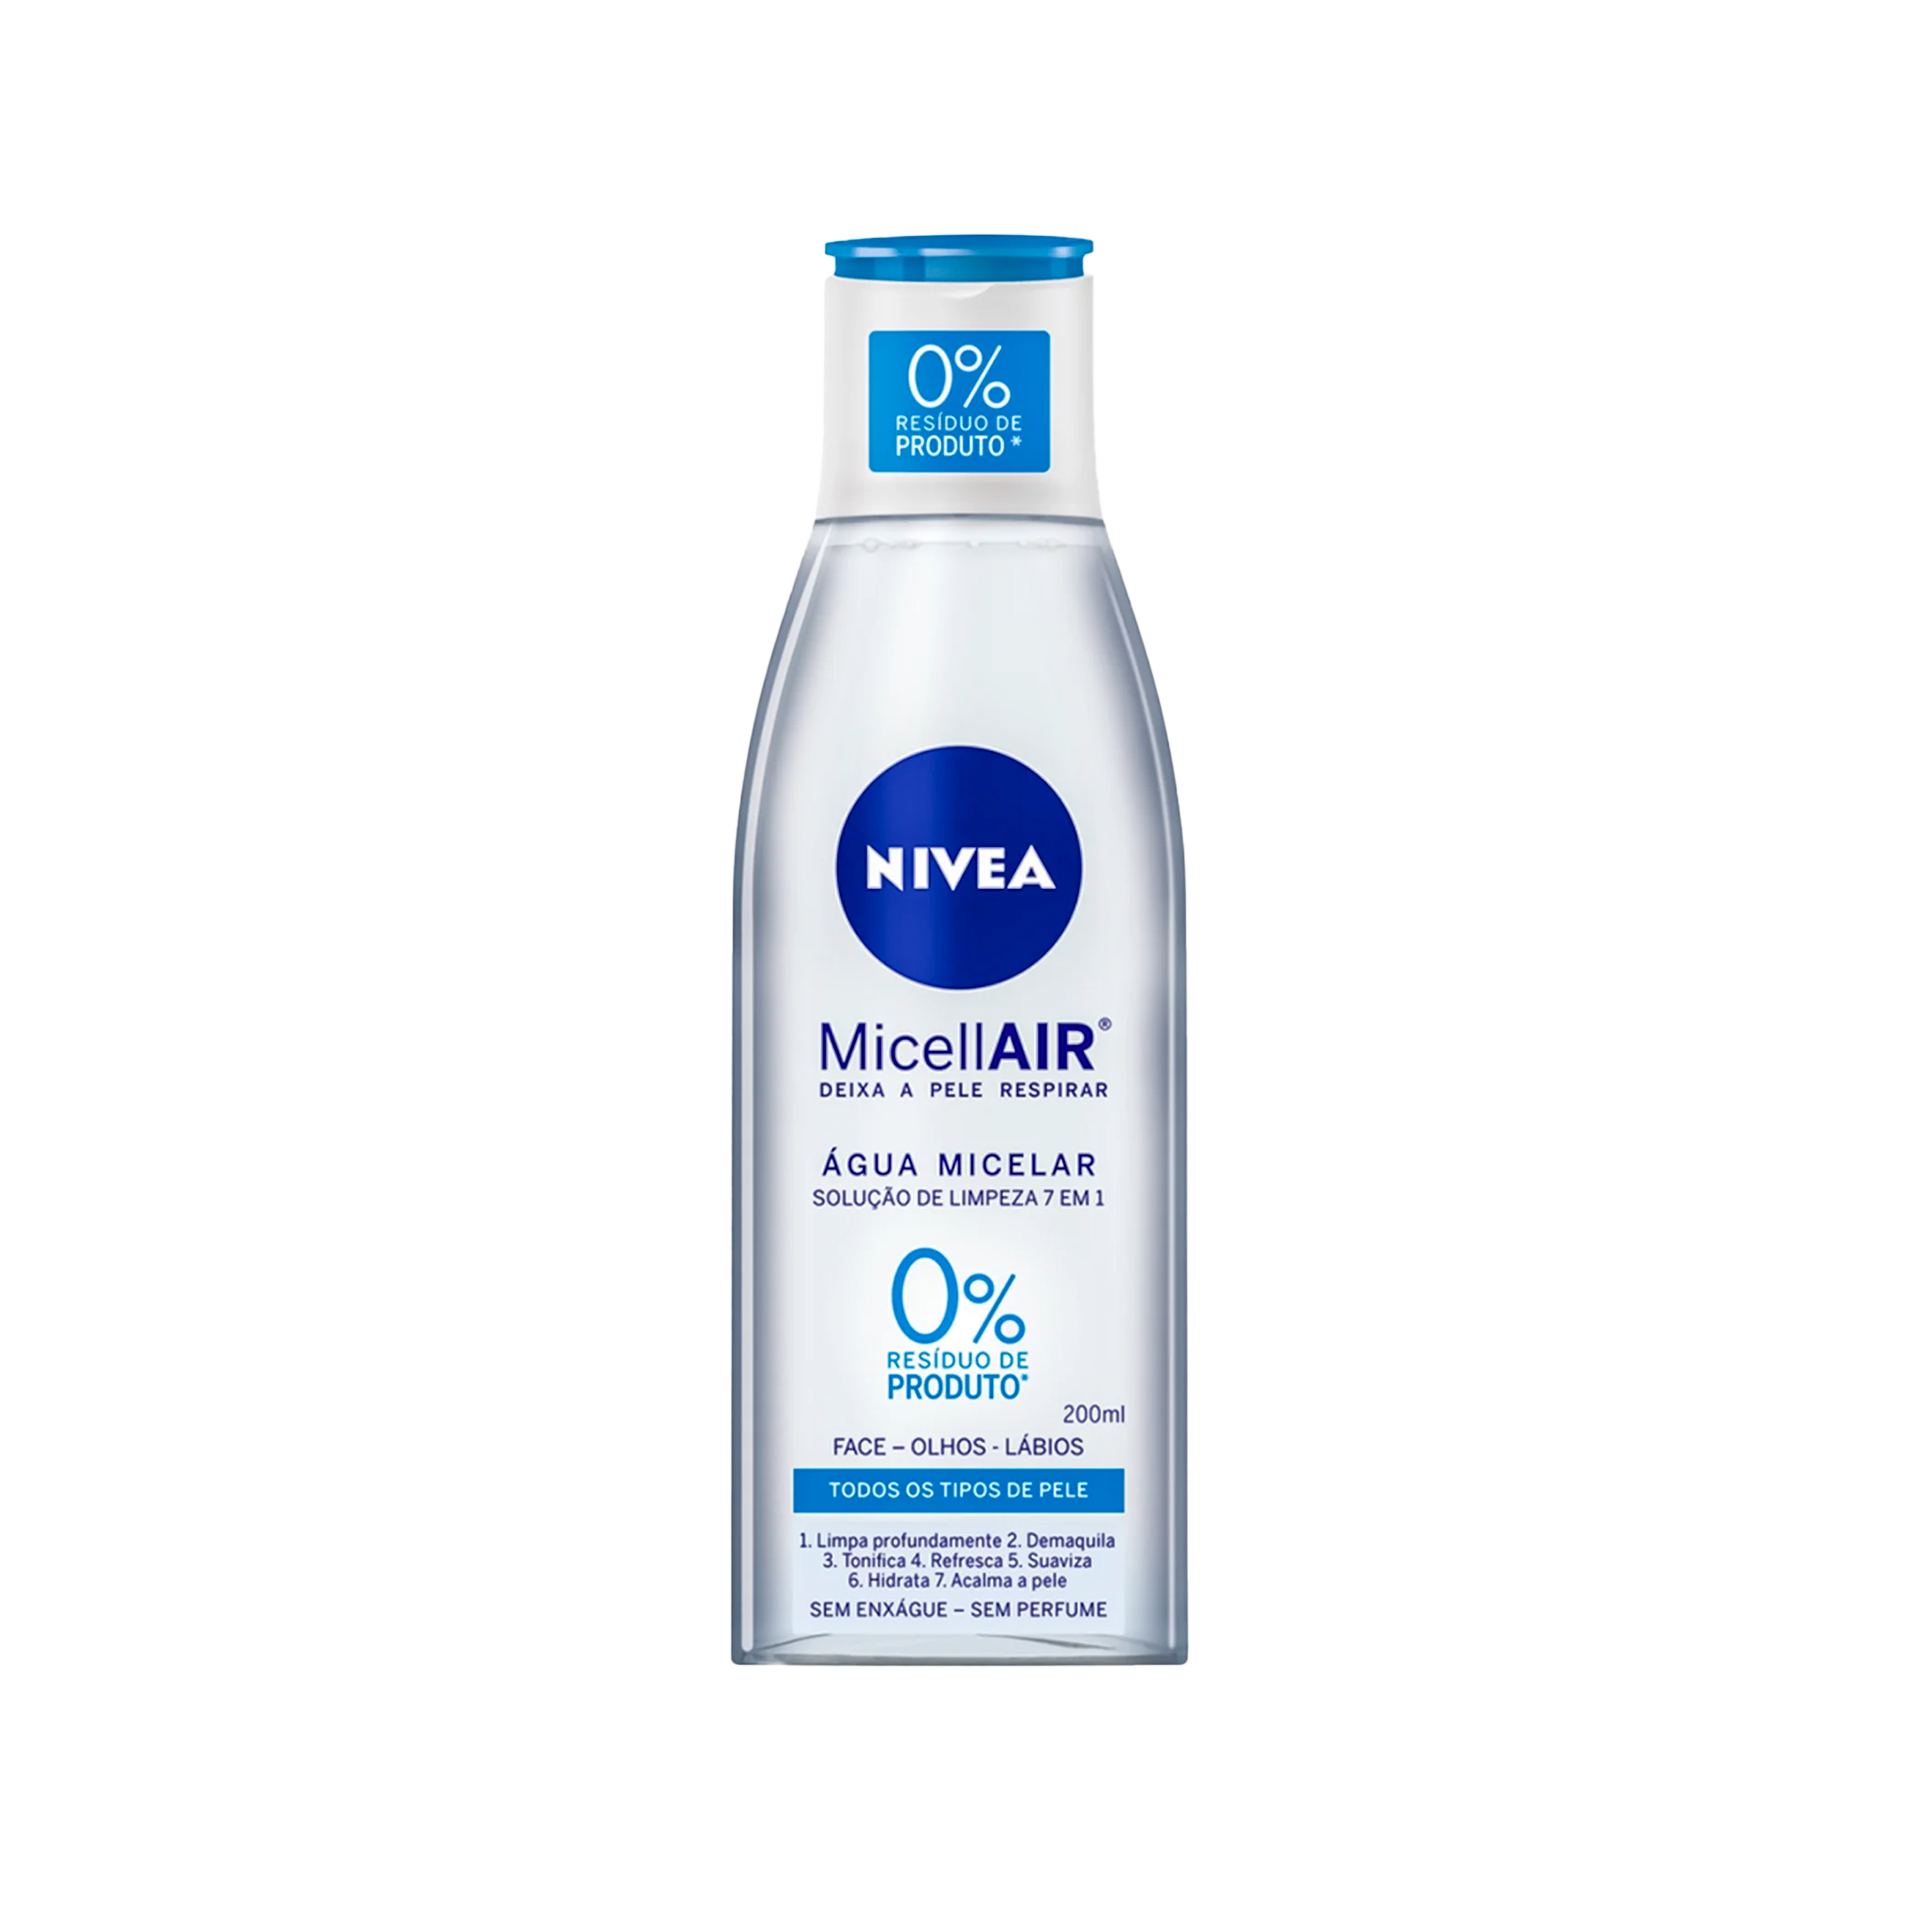 0%
RESÍDUO DE
PRODUTO*
NIVEA
MicellAIR®
DEIXA A PELE RESPIRAR
ÁGUA MICELAR
SOLUÇÃO DE LIMPEZA 7 EM 1
0%
RESÍDUO DE
PRODUTO*
200ml
FACE – OLHOS - LÁBIOS
TODOS OS TIPOS DE PELE
1. Limpa profundamente 2. Demaquila
3. Tonifica 4. Refresca 5. Suaviza
6. Hidrata 7. Acalma a pele
SEM ENXÁGUE – SEM PERFUME